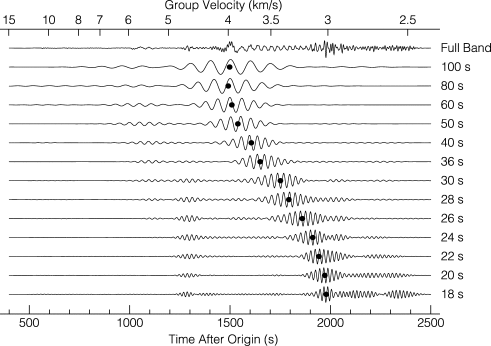 Group Velocity (km/s)
15 10 8 7 6 5 4 3.5 3 2.5
Full Band
100 s
80 s
60 s
50 s
40 s
36 s
30 s
28 s
26 s
24 s
22 s
20 s
18 s
500 1000 1500 2000 2500
Time After Origin (s)